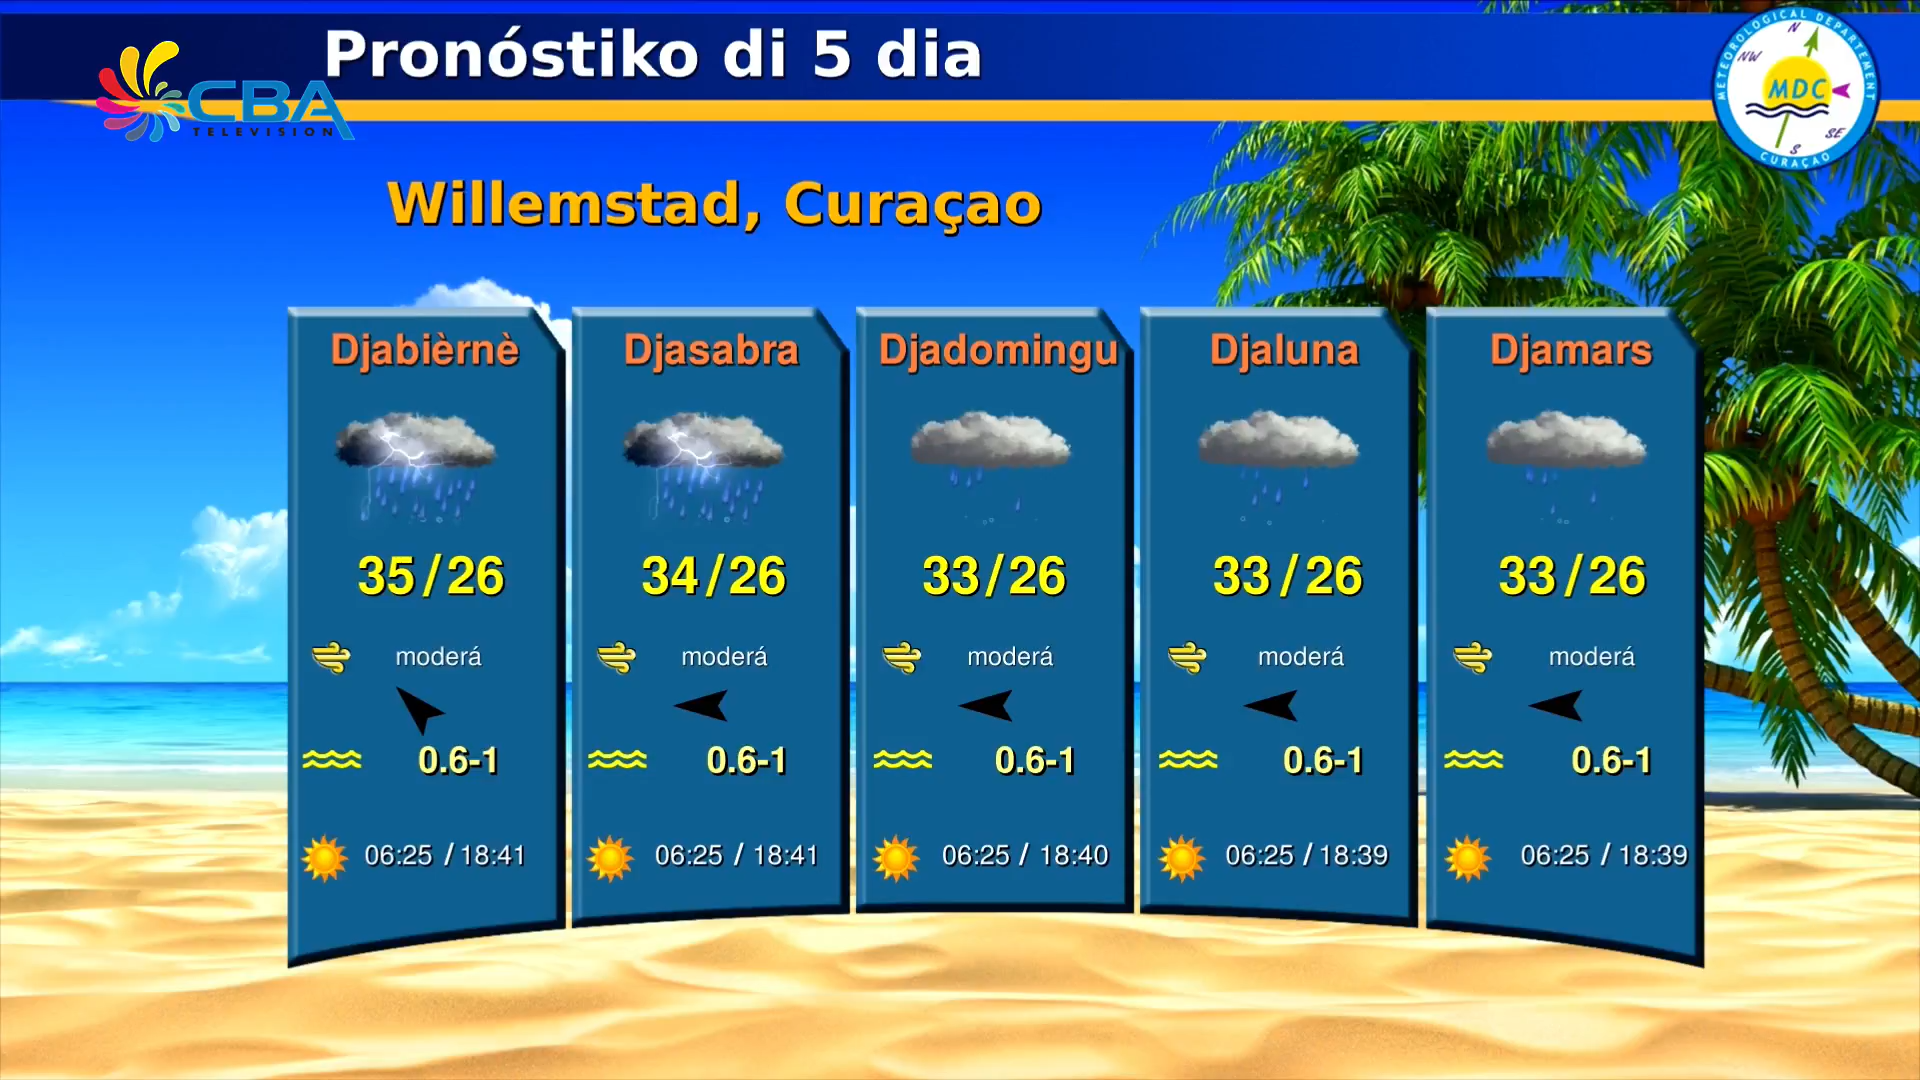 Pronóstiko di 5 dia
CBA
TELEVISION
METEOROLOGICAL DEPARTEMENT
N
NW
MDC
SE
S
CURAÇAO
Willemstad, Curaçao
Djabièrnè Djasabra Djadomingu Djaluna Djamars
35/26 34/26 33/26 33/26 33/26
moderá moderá moderá moderá moderá
0.6-1 0.6-1 0.6-1 0.6-1 0.6-1
06:25 / 18:41 06:25 / 18:41 06:25 / 18:40 06:25 / 18:39 06:25 / 18:39